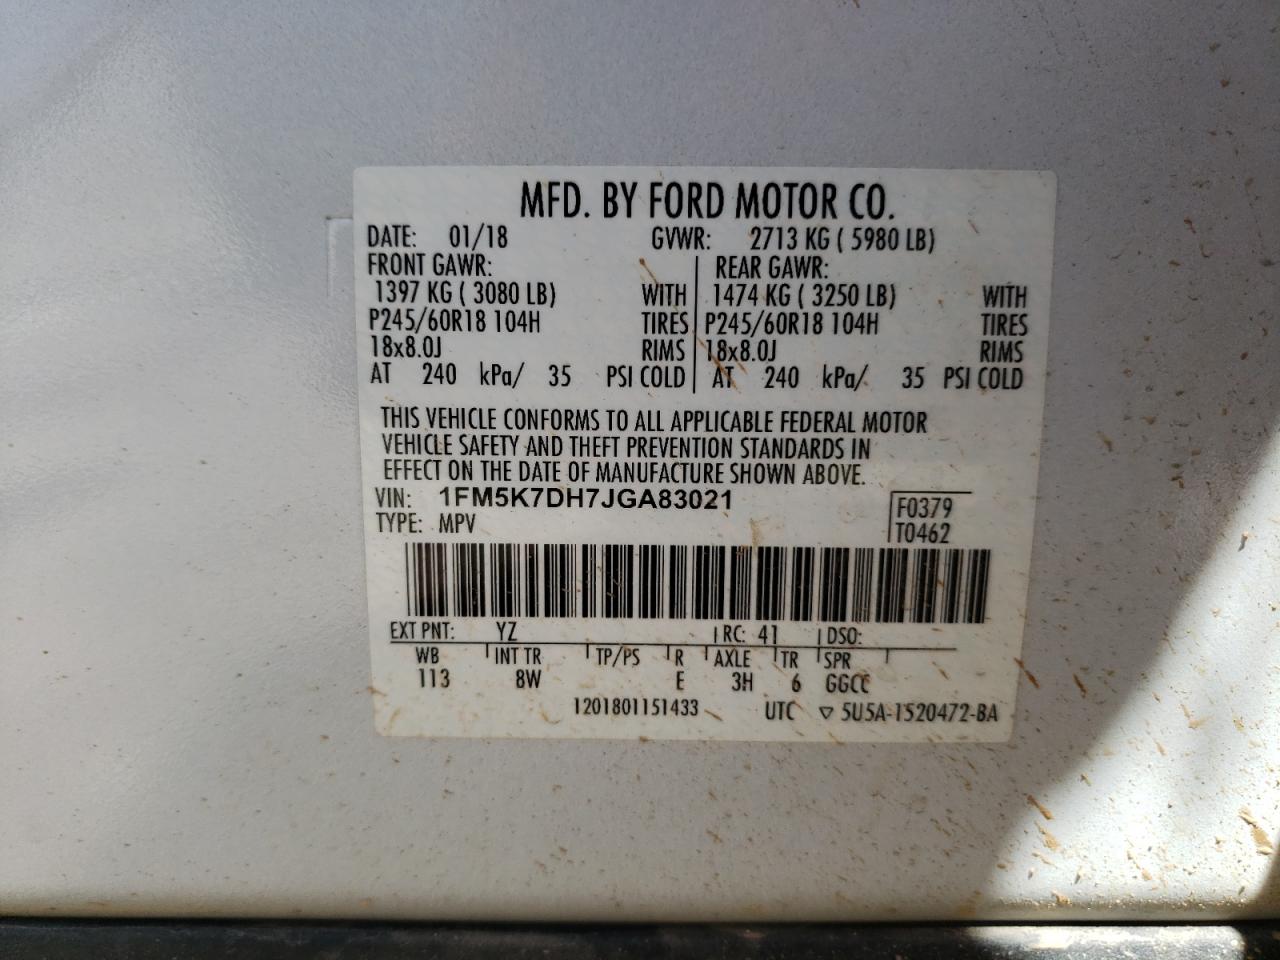 MFD. BY FORD MOTOR CO.
DATE: 01/18 GVWR: 2713 KG ( 5980 LB)
FRONT GAWR: REAR GAWR:
1397 KG ( 3080 LB) WITH 1474 KG ( 3250 LB) WITH
P245/60R18 104H TIRES P245/60R18 104H TIRES
18x8.0J RIMS 18x8.0J RIMS
AT 240 kPa/ 35 PSI COLD AT 240 kPa/ 35 PSI COLD
THIS VEHICLE CONFORMS TO ALL APPLICABLE FEDERAL MOTOR
VEHICLE SAFETY AND THEFT PREVENTION STANDARDS IN
EFFECT ON THE DATE OF MANUFACTURE SHOWN ABOVE.
VIN: 1FM5K7DH7JGA83021 F0379
TYPE: MPV T0462
EXT PNT: YZ RC: 41 DSO:
WB INT TR TP/PS R AXLE TR SPR
113 8W E 3H 6 GGCC
1201801151433 UTC ▽ 5U5A-1520472-BA